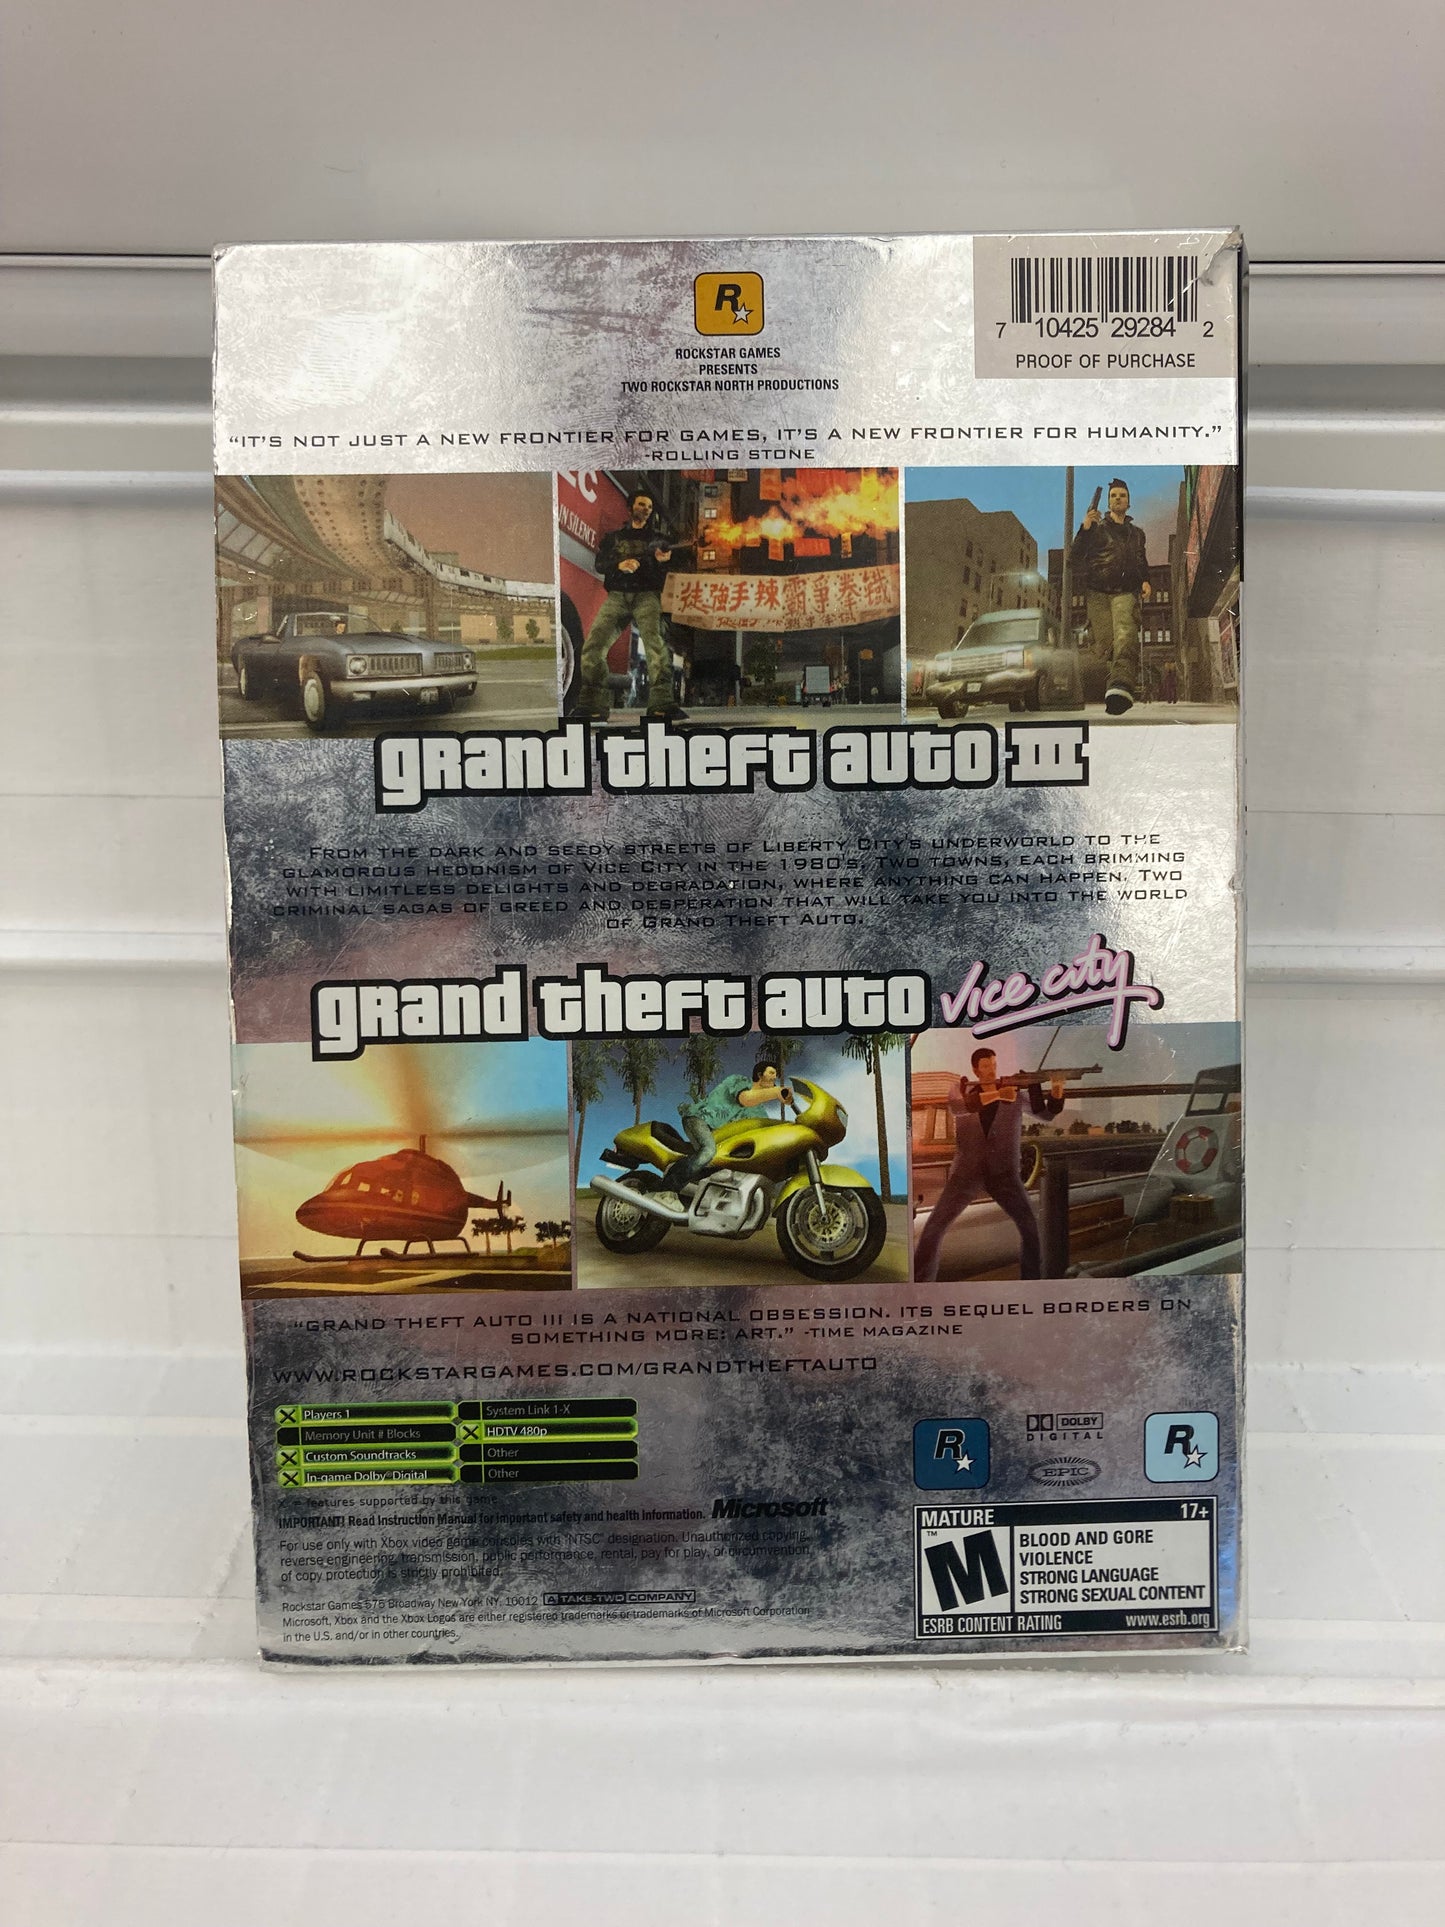 R
ROCKSTAR GAMES
PRESENTS
TWO ROCKSTAR NORTH PRODUCTIONS
7 10425 29284 2
PROOF OF PURCHASE
“IT'S NOT JUST A NEW FRONTIER FOR GAMES, IT'S A NEW FRONTIER FOR HUMANITY.”
-ROLLING STONE
IN SILENCE
徒強手辣霸爭拳鐵
grand theft auto III
FROM THE DARK AND SEEDY STREETS OF LIBERTY CITY'S UNDERWORLD TO THE
GLAMOROUS HEDONISM OF VICE CITY IN THE 1980'S. TWO TOWNS, EACH BRIMMING
WITH LIMITLESS DELIGHTS AND DEGRADATION, WHERE ANYTHING CAN HAPPEN. TWO
CRIMINAL SAGAS OF GREED AND DESPERATION THAT WILL TAKE YOU INTO THE WORLD
OF GRAND THEFT AUTO.
grand theft auto Vice City
“GRAND THEFT AUTO III IS A NATIONAL OBSESSION. ITS SEQUEL BORDERS ON
SOMETHING MORE: ART.” -TIME MAGAZINE
WWW.ROCKSTARGAMES.COM/GRANDTHEFTAUTO
Players 1
System Link 1-X
Memory Unit # Blocks
HDTV 480p
Custom Soundtracks
Other
In-game Dolby® Digital
Other
X = features supported by this game
IMPORTANT! Read Instruction Manual for important safety and health information. Microsoft
For use only with Xbox video game consoles with "NTSC" designation. Unauthorized copying,
reverse engineering, transmission, public performance, rental, pay for play, or circumvention
of copy protection is strictly prohibited.
Rockstar Games 575 Broadway New York NY, 10012 A TAKE-TWO COMPANY
Microsoft, Xbox and the Xbox Logos are either registered trademarks or trademarks of Microsoft Corporation
in the U.S. and/or in other countries.
R
DOLBY
DIGITAL
EPIC
R
MATURE 17+
M
™
BLOOD AND GORE
VIOLENCE
STRONG LANGUAGE
STRONG SEXUAL CONTENT
ESRB CONTENT RATING www.esrb.org